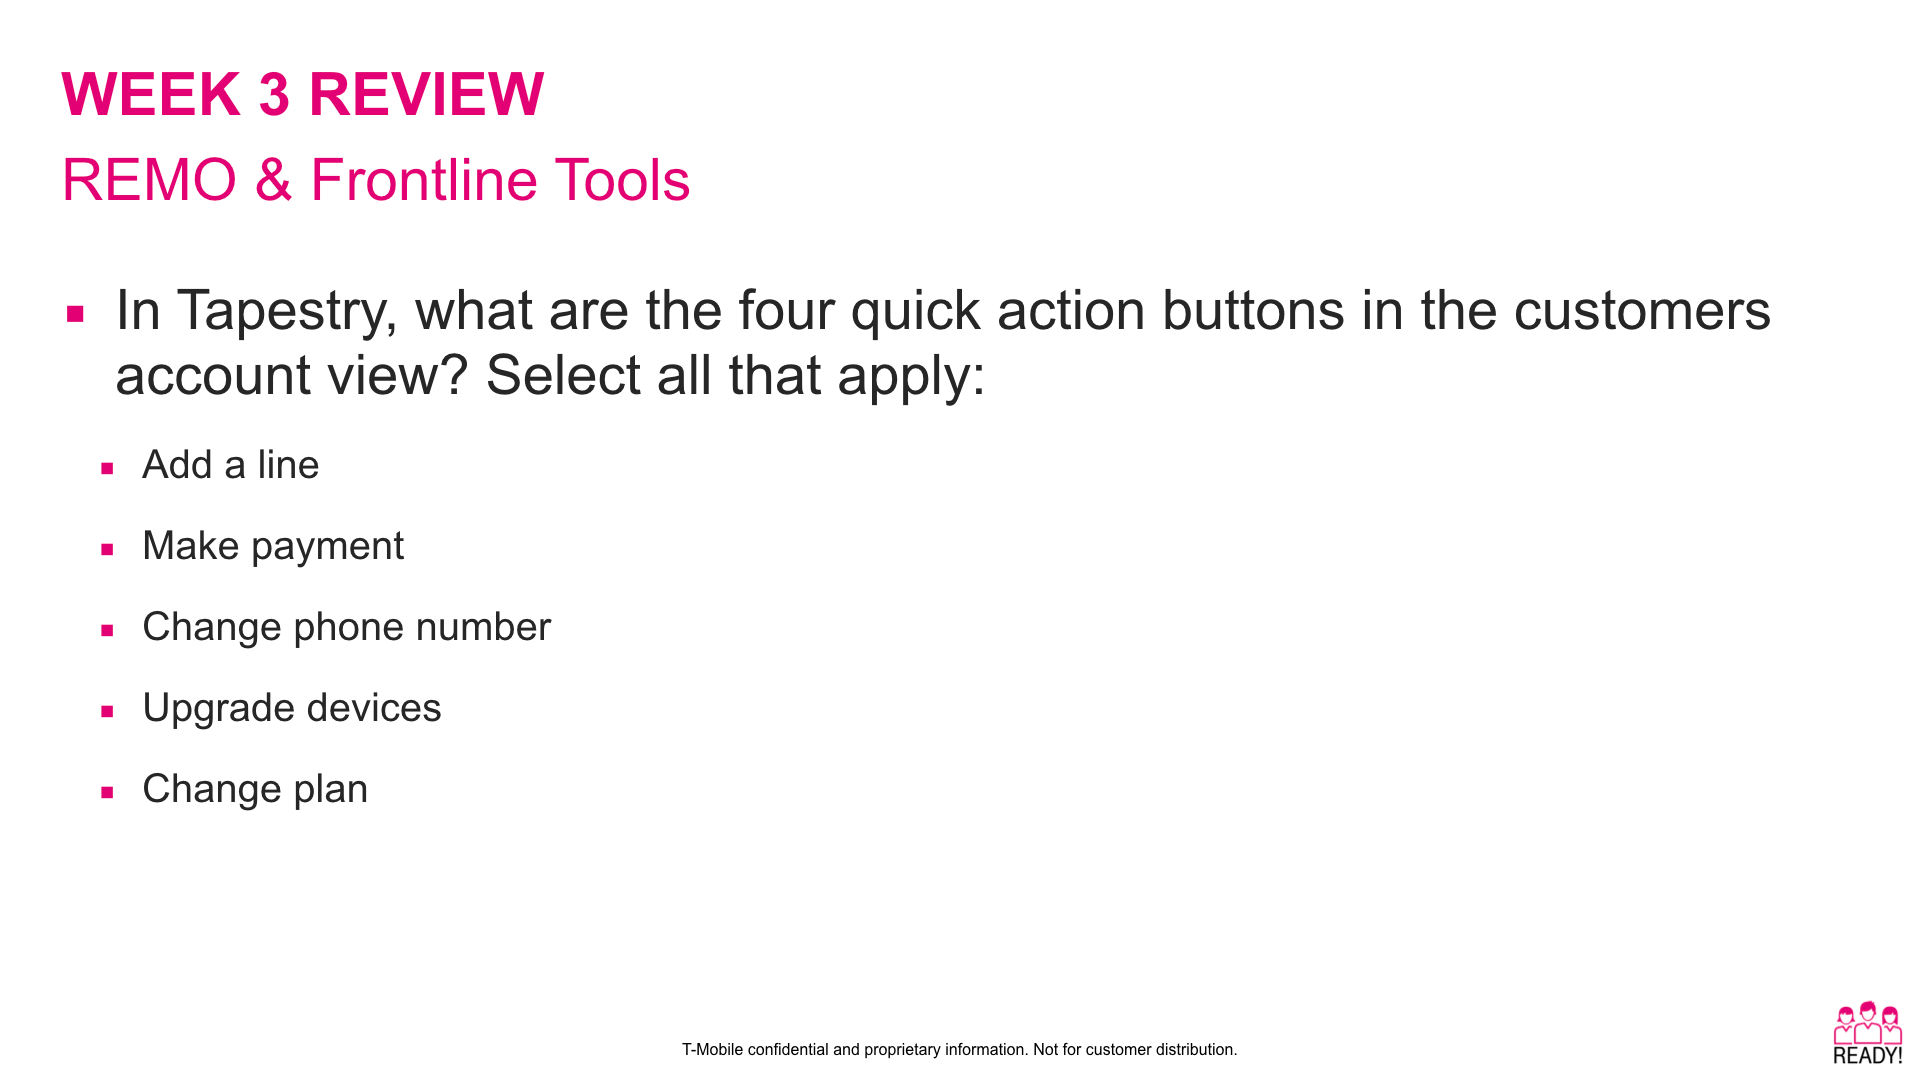 WEEK 3 REVIEW
REMO & Frontline Tools
In Tapestry, what are the four quick action buttons in the customers
account view? Select all that apply:
Add a line
Make payment
Change phone number
Upgrade devices
Change plan
T-Mobile confidential and proprietary information. Not for customer distribution.
READY!